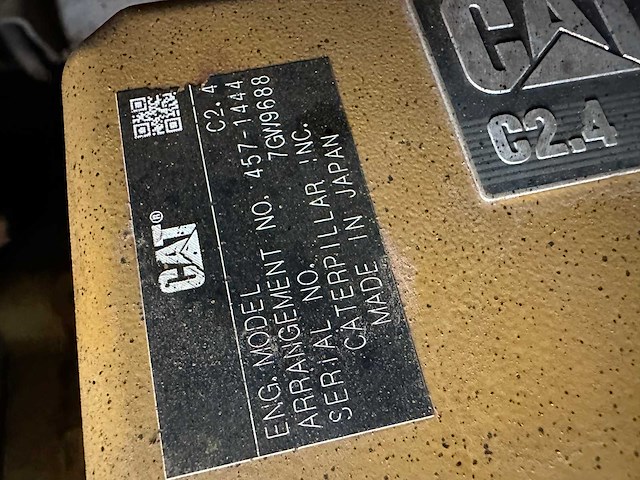 CAT®
ENG. MODEL C2.4
ARRANGEMENT NO. 457-1444
SERIAL NO. 7GW9688
CATERPILLAR INC.
MADE IN JAPAN
CAT
C2.4